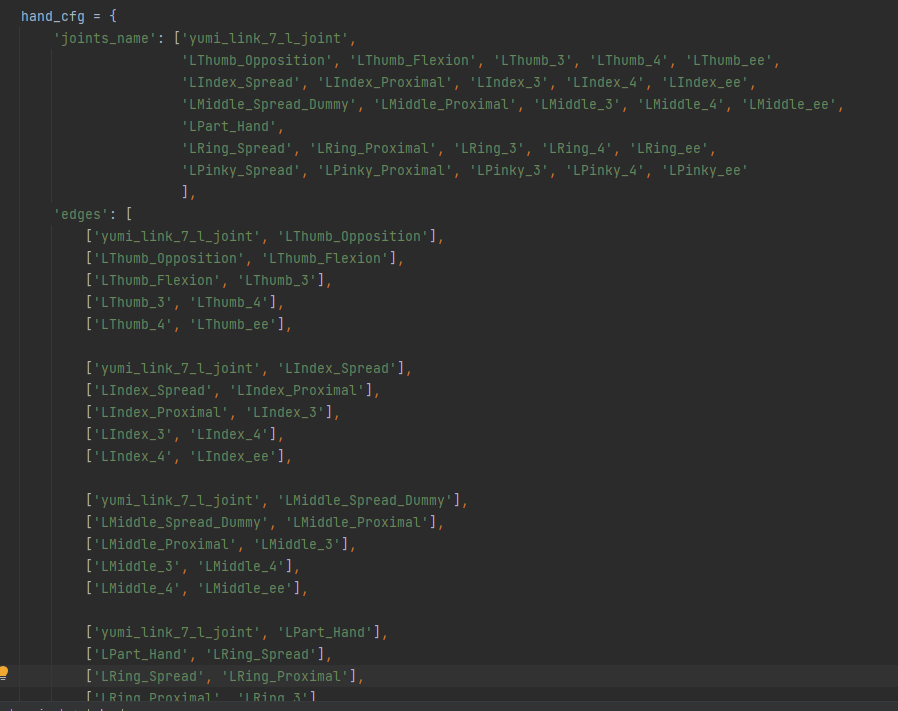 hand_cfg = {
'joints_name': ['yumi_link_7_l_joint',
'LThumb_Opposition', 'LThumb_Flexion', 'LThumb_3', 'LThumb_4', 'LThumb_ee',
'LIndex_Spread', 'LIndex_Proximal', 'LIndex_3', 'LIndex_4', 'LIndex_ee',
'LMiddle_Spread_Dummy', 'LMiddle_Proximal', 'LMiddle_3', 'LMiddle_4', 'LMiddle_ee',
'LPart_Hand',
'LRing_Spread', 'LRing_Proximal', 'LRing_3', 'LRing_4', 'LRing_ee',
'LPinky_Spread', 'LPinky_Proximal', 'LPinky_3', 'LPinky_4', 'LPinky_ee'
],
'edges': [
['yumi_link_7_l_joint', 'LThumb_Opposition'],
['LThumb_Opposition', 'LThumb_Flexion'],
['LThumb_Flexion', 'LThumb_3'],
['LThumb_3', 'LThumb_4'],
['LThumb_4', 'LThumb_ee'],
['yumi_link_7_l_joint', 'LIndex_Spread'],
['LIndex_Spread', 'LIndex_Proximal'],
['LIndex_Proximal', 'LIndex_3'],
['LIndex_3', 'LIndex_4'],
['LIndex_4', 'LIndex_ee'],
['yumi_link_7_l_joint', 'LMiddle_Spread_Dummy'],
['LMiddle_Spread_Dummy', 'LMiddle_Proximal'],
['LMiddle_Proximal', 'LMiddle_3'],
['LMiddle_3', 'LMiddle_4'],
['LMiddle_4', 'LMiddle_ee'],
['yumi_link_7_l_joint', 'LPart_Hand'],
['LPart_Hand', 'LRing_Spread'],
['LRing_Spread', 'LRing_Proximal'],
['LRing_Proximal', 'LRing_3']